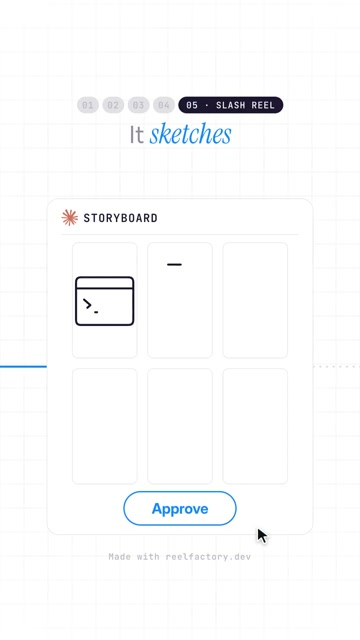 01 02 03 04 05 · SLASH REEL
It sketches
STORYBOARD
Approve
Made with reelfactory.dev